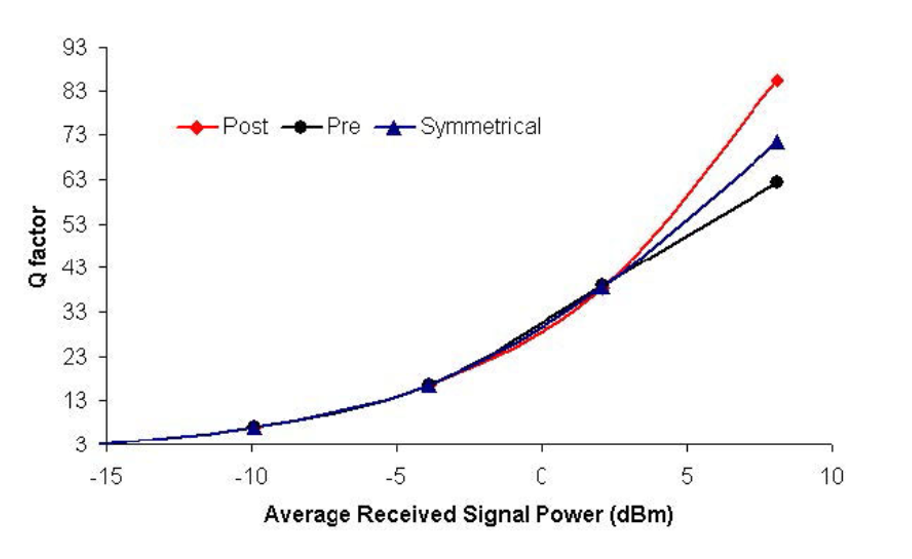 93
83
73
Post Pre Symmetrical
63
53
43
33
23
13
3
Q factor
-15 -10 -5 0 5 10
Average Received Signal Power (dBm)